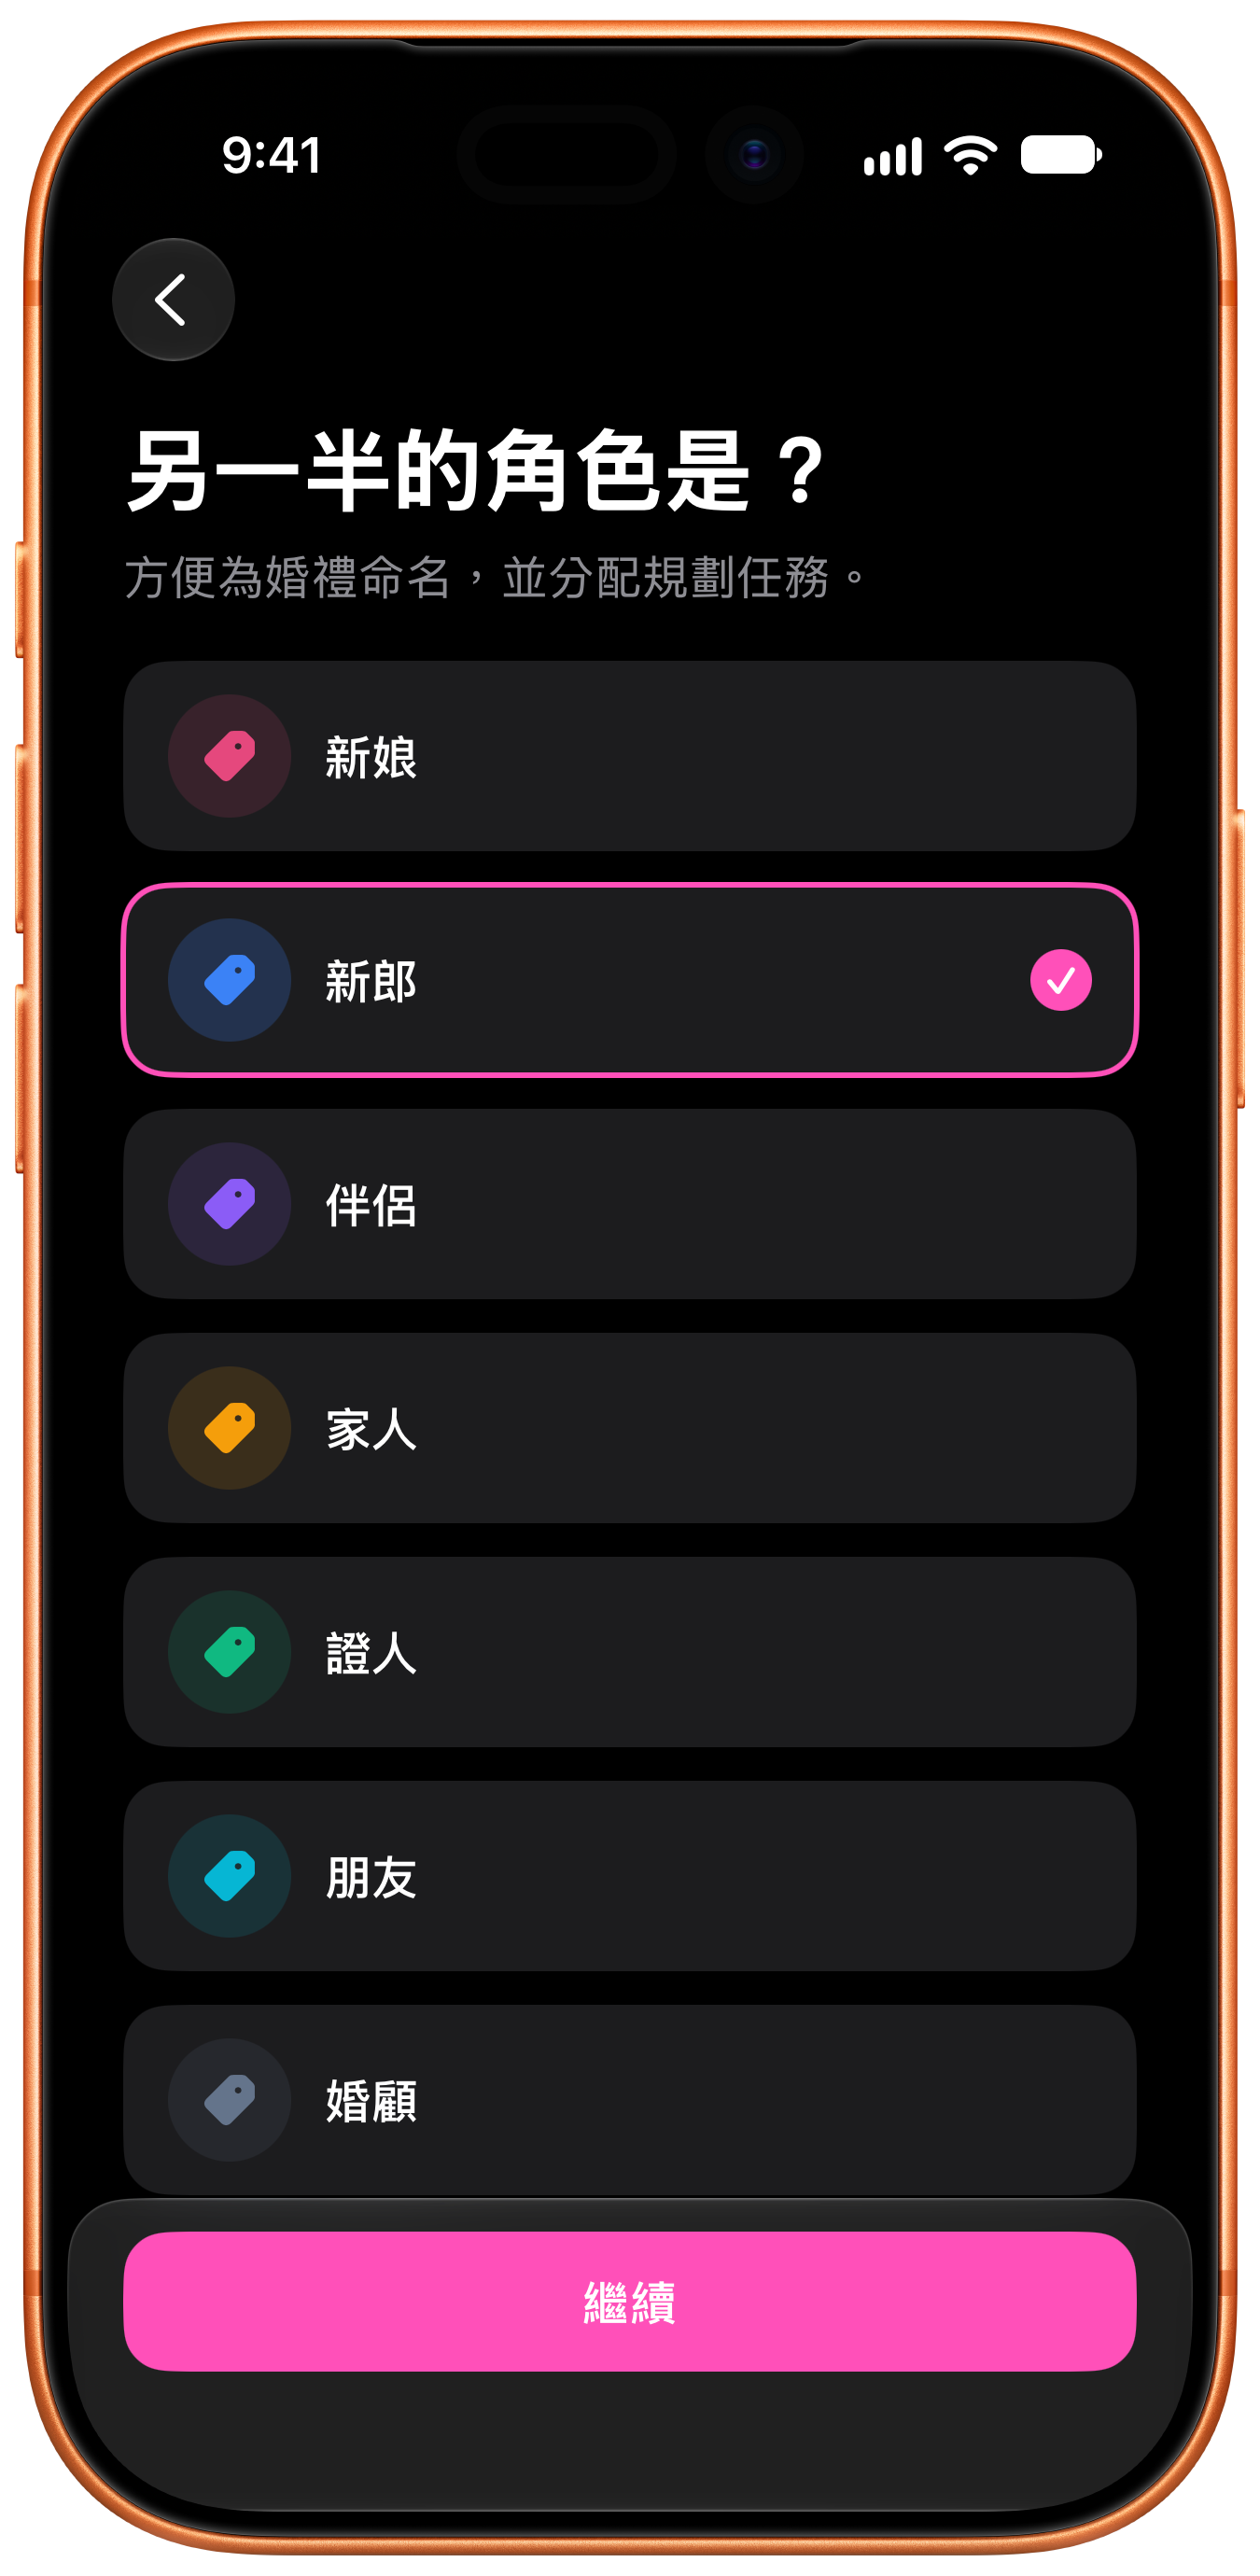 9:41
另一半的角色是？
方便為婚禮命名，並分配規劃任務。
新娘
新郎
伴侶
家人
證人
朋友
婚顧
繼續